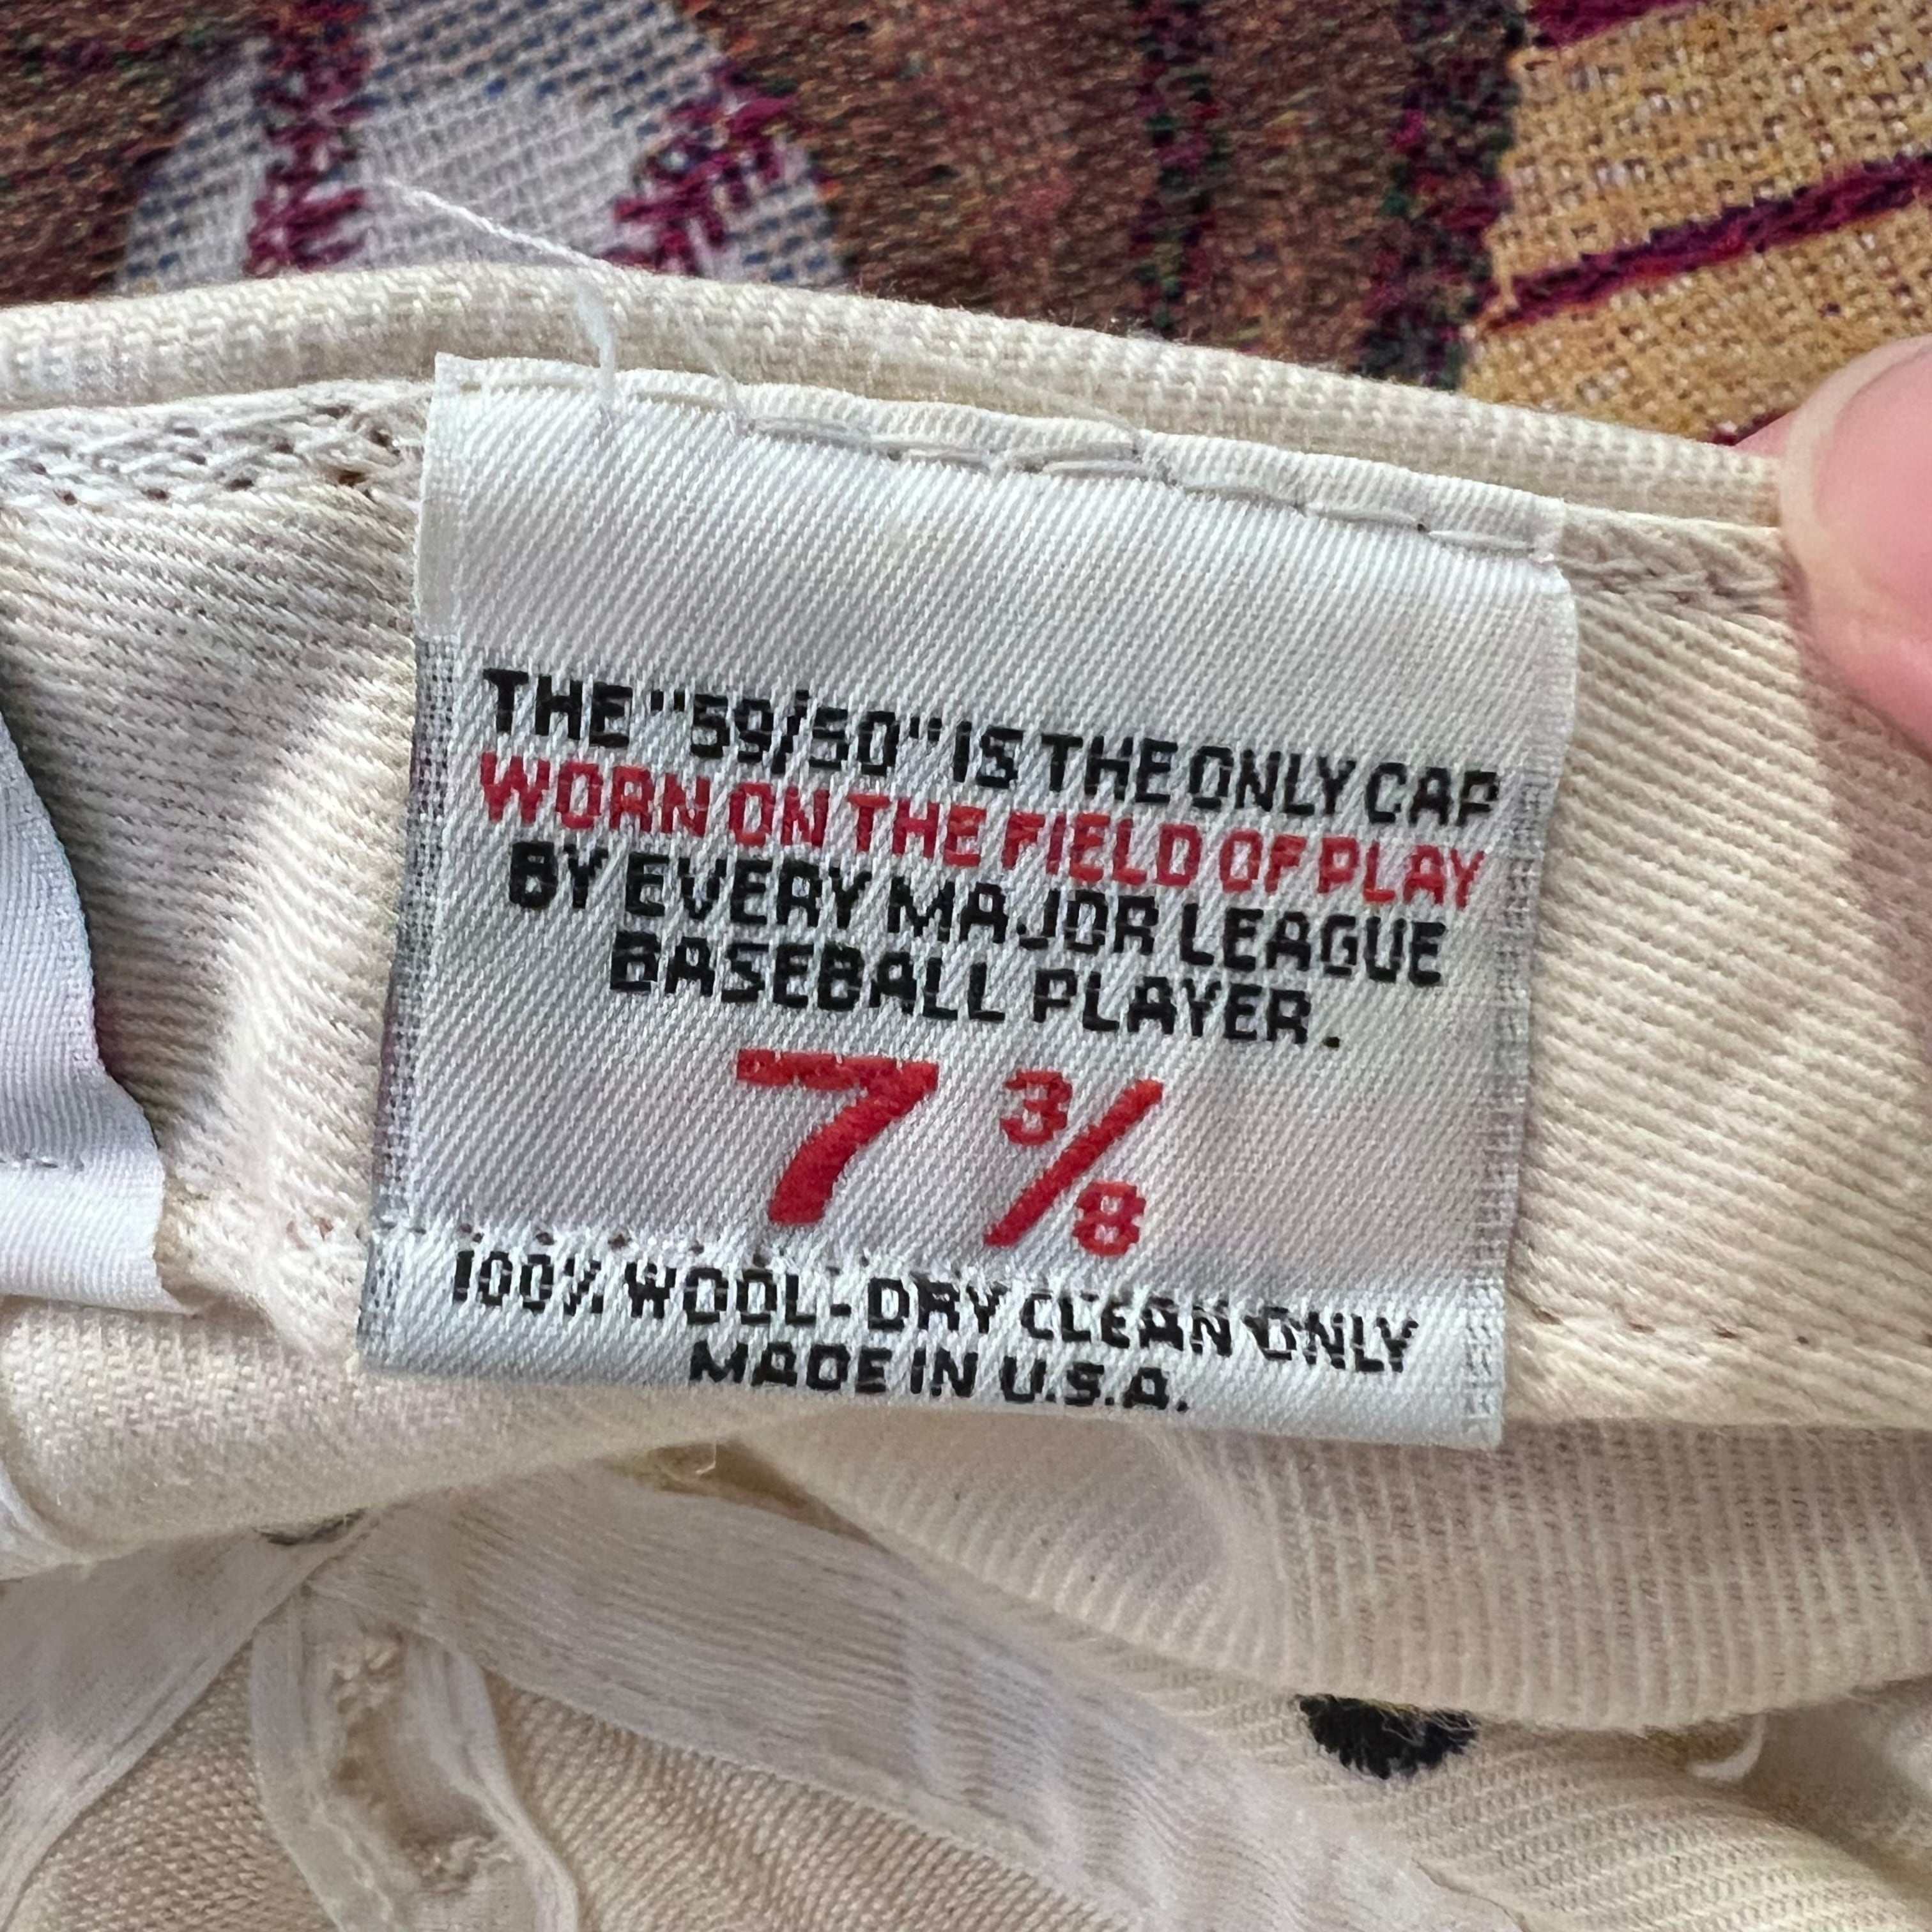 THE "59/50" IS THE ONLY CAP
WORN ON THE FIELD OF PLAY
BY EVERY MAJOR LEAGUE
BASEBALL PLAYER.
7 3/8
100% WOOL-DRY CLEAN ONLY
MADE IN U.S.A.